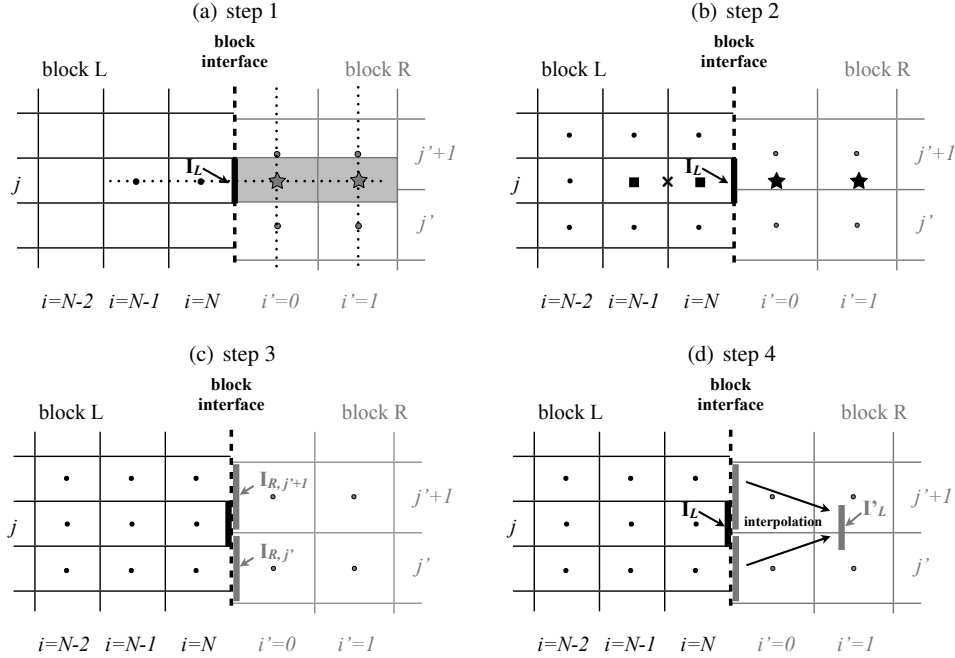 (a) step 1
block L
block
interface
block R
I_L
j'+1
j
j'
i=N-2 i=N-1 i=N i'=0 i'=1
(b) step 2
block L
block
interface
block R
I_L
j'+1
j
j'
i=N-2 i=N-1 i=N i'=0 i'=1
(c) step 3
block L
block
interface
block R
I_R, j'+1
j'+1
j
I_R, j'
j'
i=N-2 i=N-1 i=N i'=0 i'=1
(d) step 4
block L
block
interface
block R
j'+1
I_L
I'_L
interpolation
j
j'
i=N-2 i=N-1 i=N i'=0 i'=1